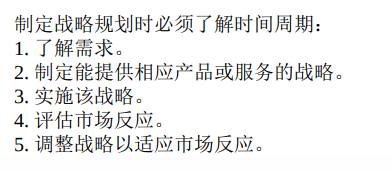 制定战略规划时必须了解时间周期：
1. 了解需求。
2. 制定能提供相应产品或服务的战略。
3. 实施该战略。
4. 评估市场反应。
5. 调整战略以适应市场反应。